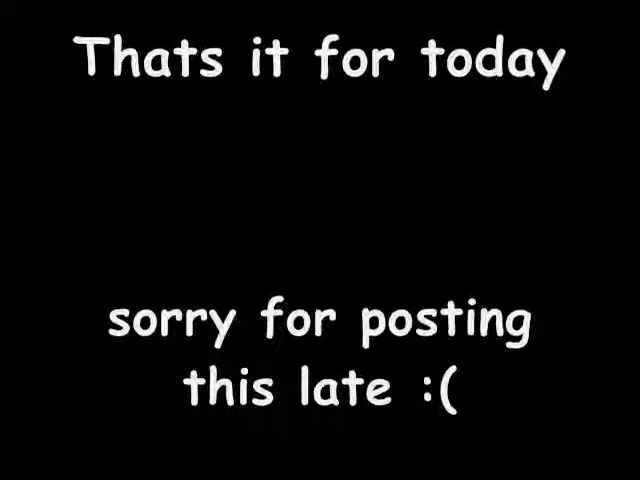 Thats it for today
sorry for posting
this late :(